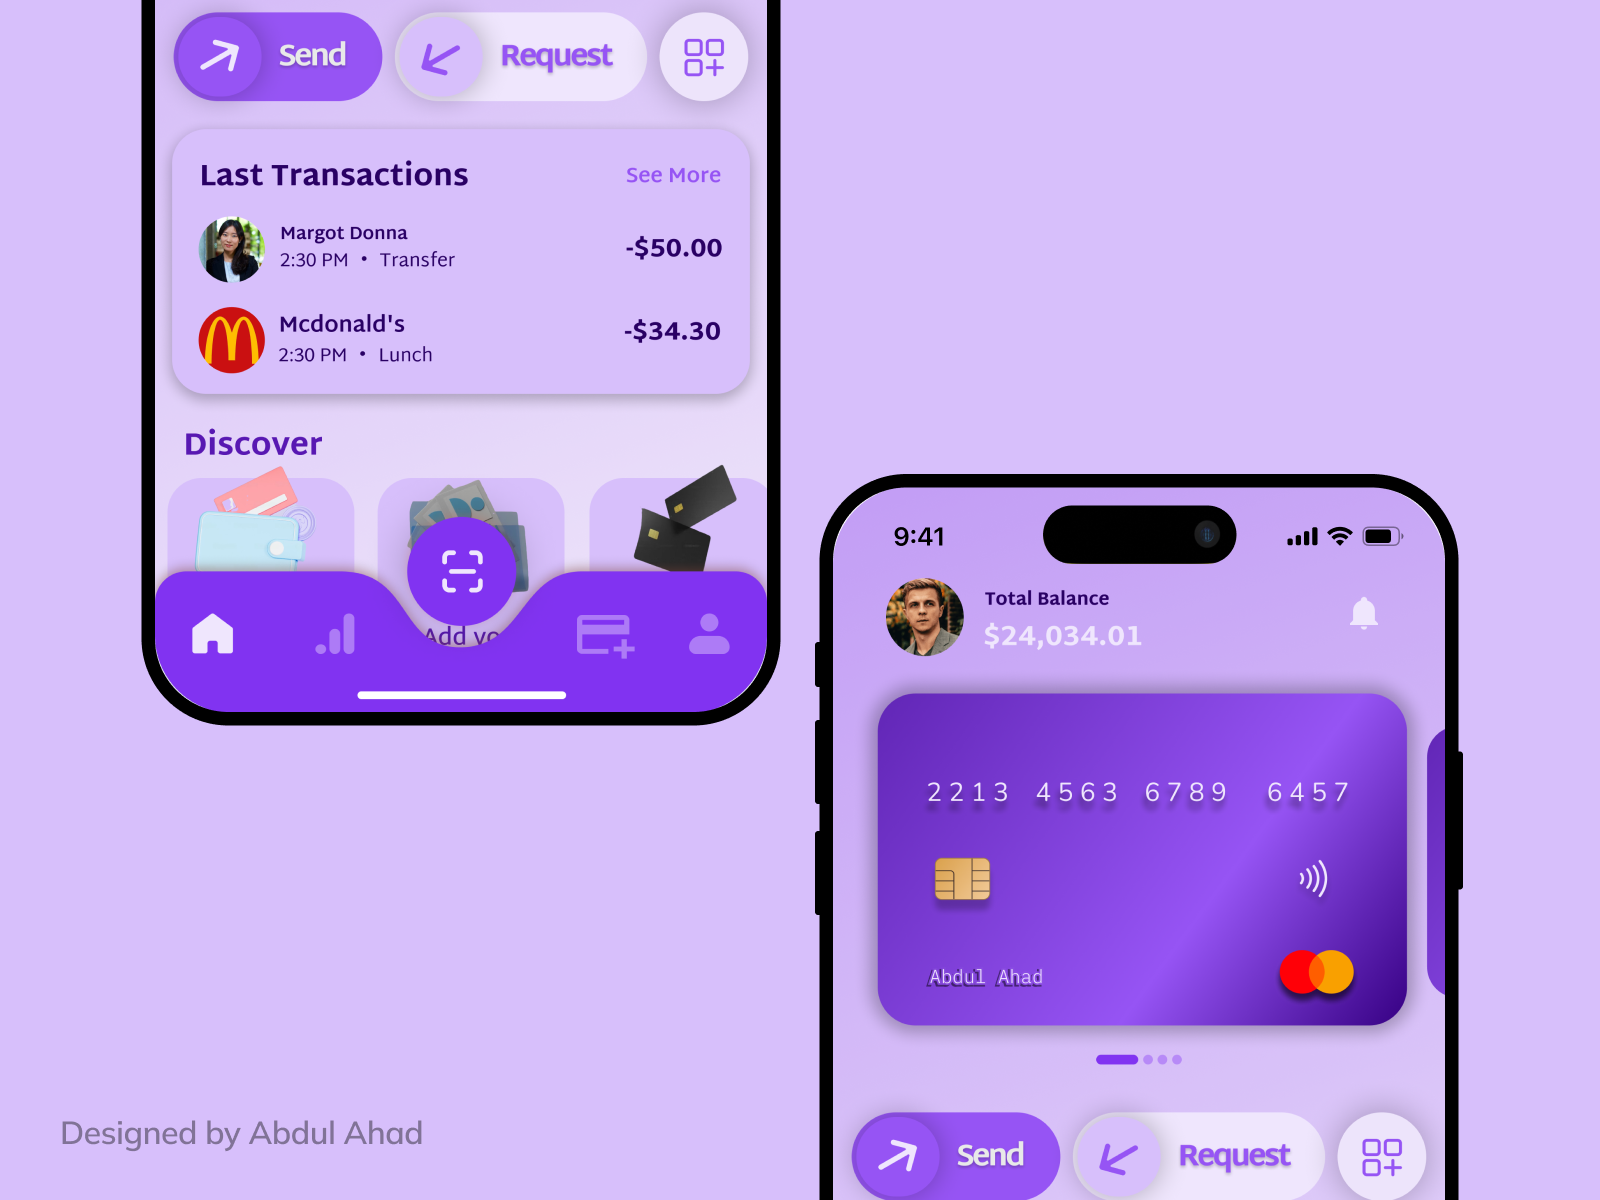 Send
Request
Last Transactions
See More
Margot Donna
2:30 PM • Transfer
-$50.00
Mcdonald's
2:30 PM • Lunch
-$34.30
Discover
Add
9:41
Total Balance
$24,034.01
2213 4563 6789 6457
Abdul Ahad
Send
Request
Designed by Abdul Ahad